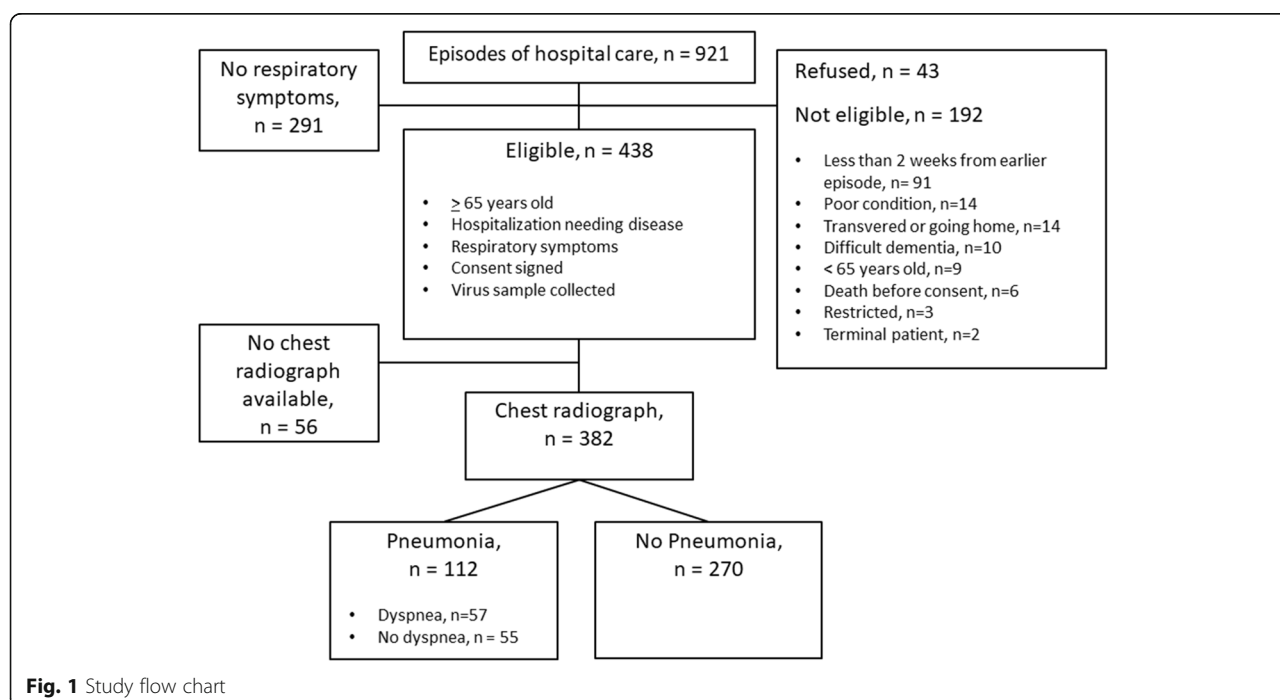 Episodes of hospital care, n = 921
No respiratory
symptoms,
n = 291
Refused, n = 43
Not eligible, n = 192
• Less than 2 weeks from earlier
episode, n= 91
• Poor condition, n=14
• Transvered or going home, n=14
• Difficult dementia, n=10
• < 65 years old, n=9
• Death before consent, n=6
• Restricted, n=3
• Terminal patient, n=2
Eligible, n = 438
• ≥ 65 years old
• Hospitalization needing disease
• Respiratory symptoms
• Consent signed
• Virus sample collected
No chest
radiograph
available,
n = 56
Chest radiograph,
n = 382
Pneumonia,
n = 112
• Dyspnea, n=57
• No dyspnea, n = 55
No Pneumonia,
n = 270
Fig. 1 Study flow chart